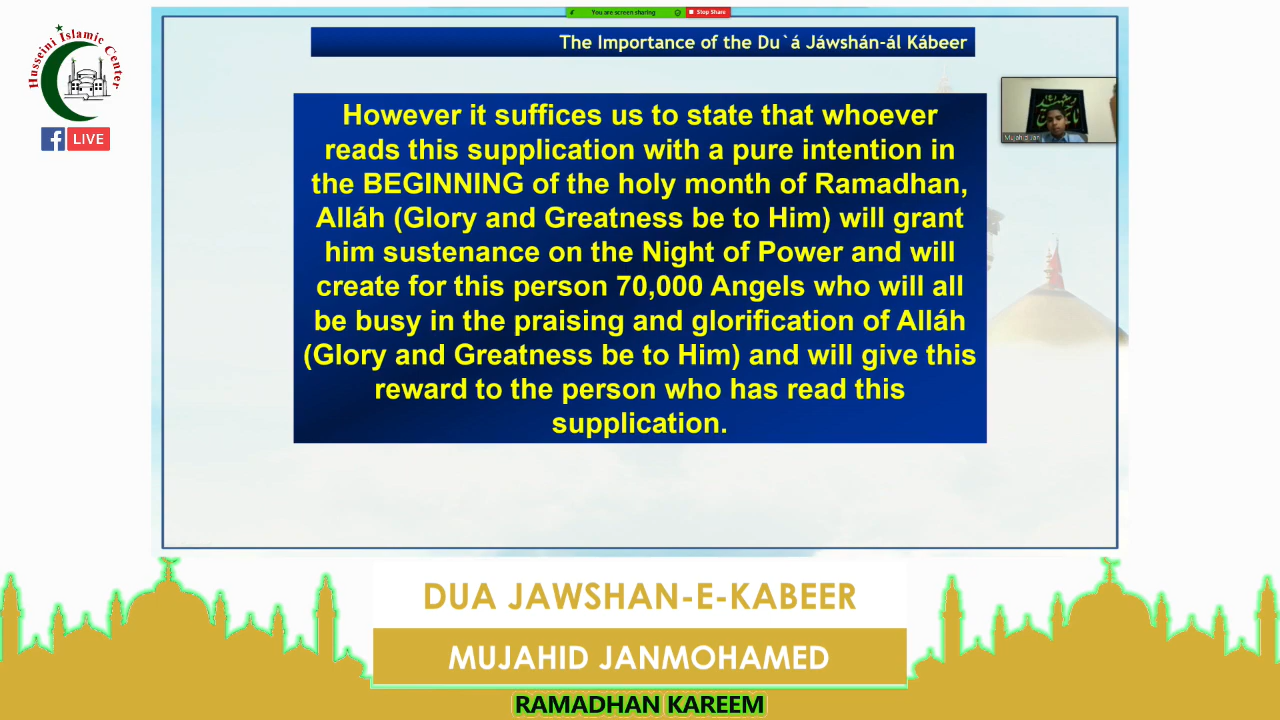 You are screen sharing
Stop Share
Husseini Islamic Center
LIVE
The Importance of the Du`á Jáwshán-ál Kábeer
Mujahid Jan
However it suffices us to state that whoever
reads this supplication with a pure intention in
the BEGINNING of the holy month of Ramadhan,
Alláh (Glory and Greatness be to Him) will grant
him sustenance on the Night of Power and will
create for this person 70,000 Angels who will all
be busy in the praising and glorification of Alláh
(Glory and Greatness be to Him) and will give this
reward to the person who has read this
supplication.
DUA JAWSHAN-E-KABEER
MUJAHID JANMOHAMED
RAMADHAN KAREEM